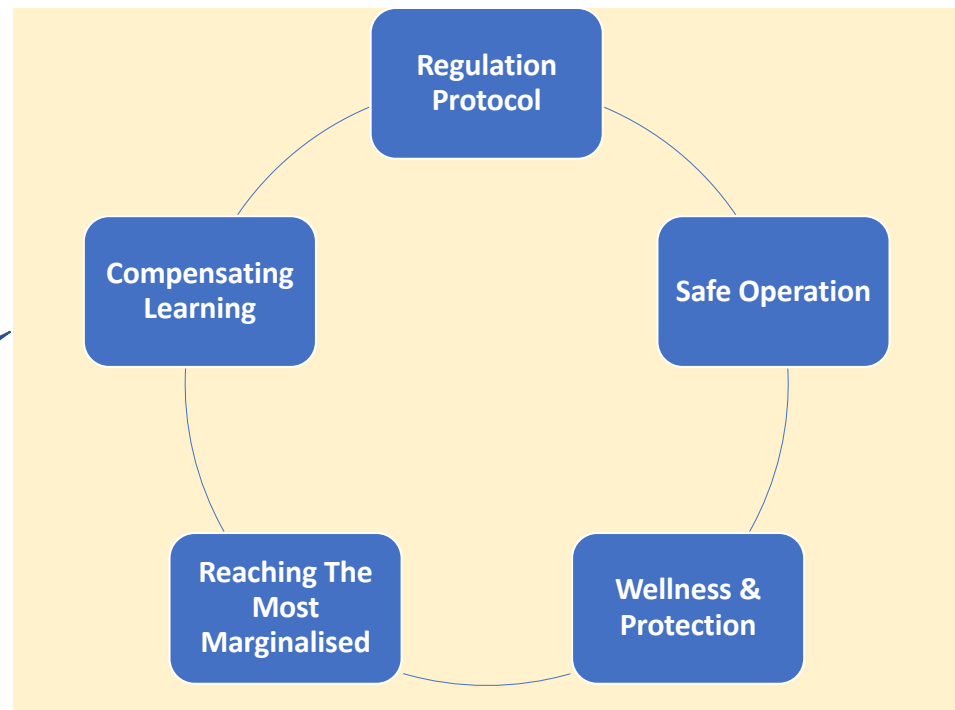 Regulation
Protocol
Compensating
Learning
Safe Operation
Reaching The
Most
Marginalised
Wellness &
Protection